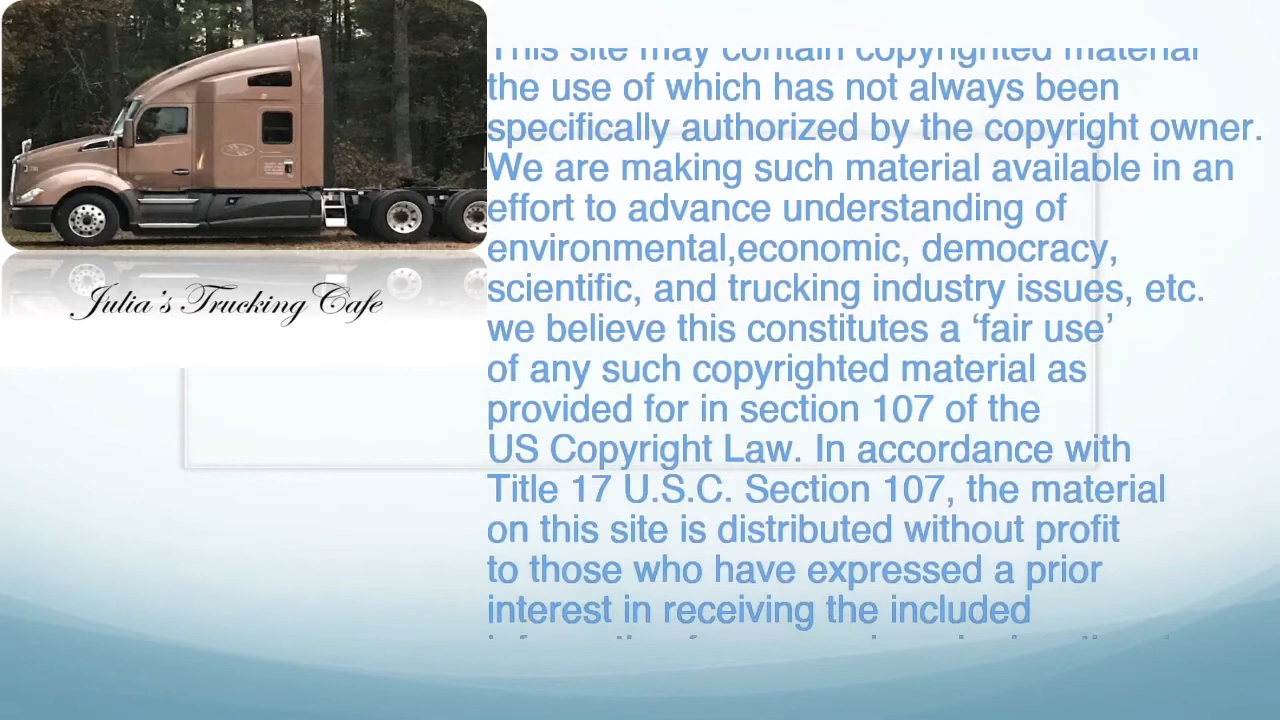 This site may contain copyrighted material
the use of which has not always been
specifically authorized by the copyright owner.
We are making such material available in an
effort to advance understanding of
environmental,economic, democracy,
scientific, and trucking industry issues, etc.
we believe this constitutes a ‘fair use’
of any such copyrighted material as
provided for in section 107 of the
US Copyright Law. In accordance with
Title 17 U.S.C. Section 107, the material
on this site is distributed without profit
to those who have expressed a prior
interest in receiving the included
Julia's Trucking Cafe